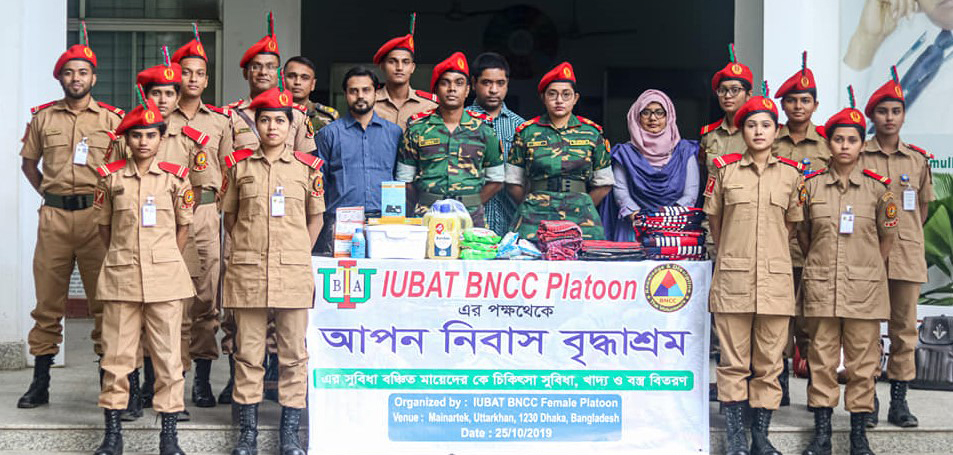 IUBAT BNCC Platoon
এর পক্ষথেকে
আপন নিবাস বৃদ্ধাশ্রম
এর সুবিধা বঞ্চিত মায়েদের কে চিকিৎসা সুবিধা, খাদ্য ও বস্ত্র বিতরণ
Organized by : IUBAT BNCC Female Platoon
Venue : Mainartek, Uttarkhan, 1230 Dhaka, Bangladesh
Date : 25/10/2019
BNCC